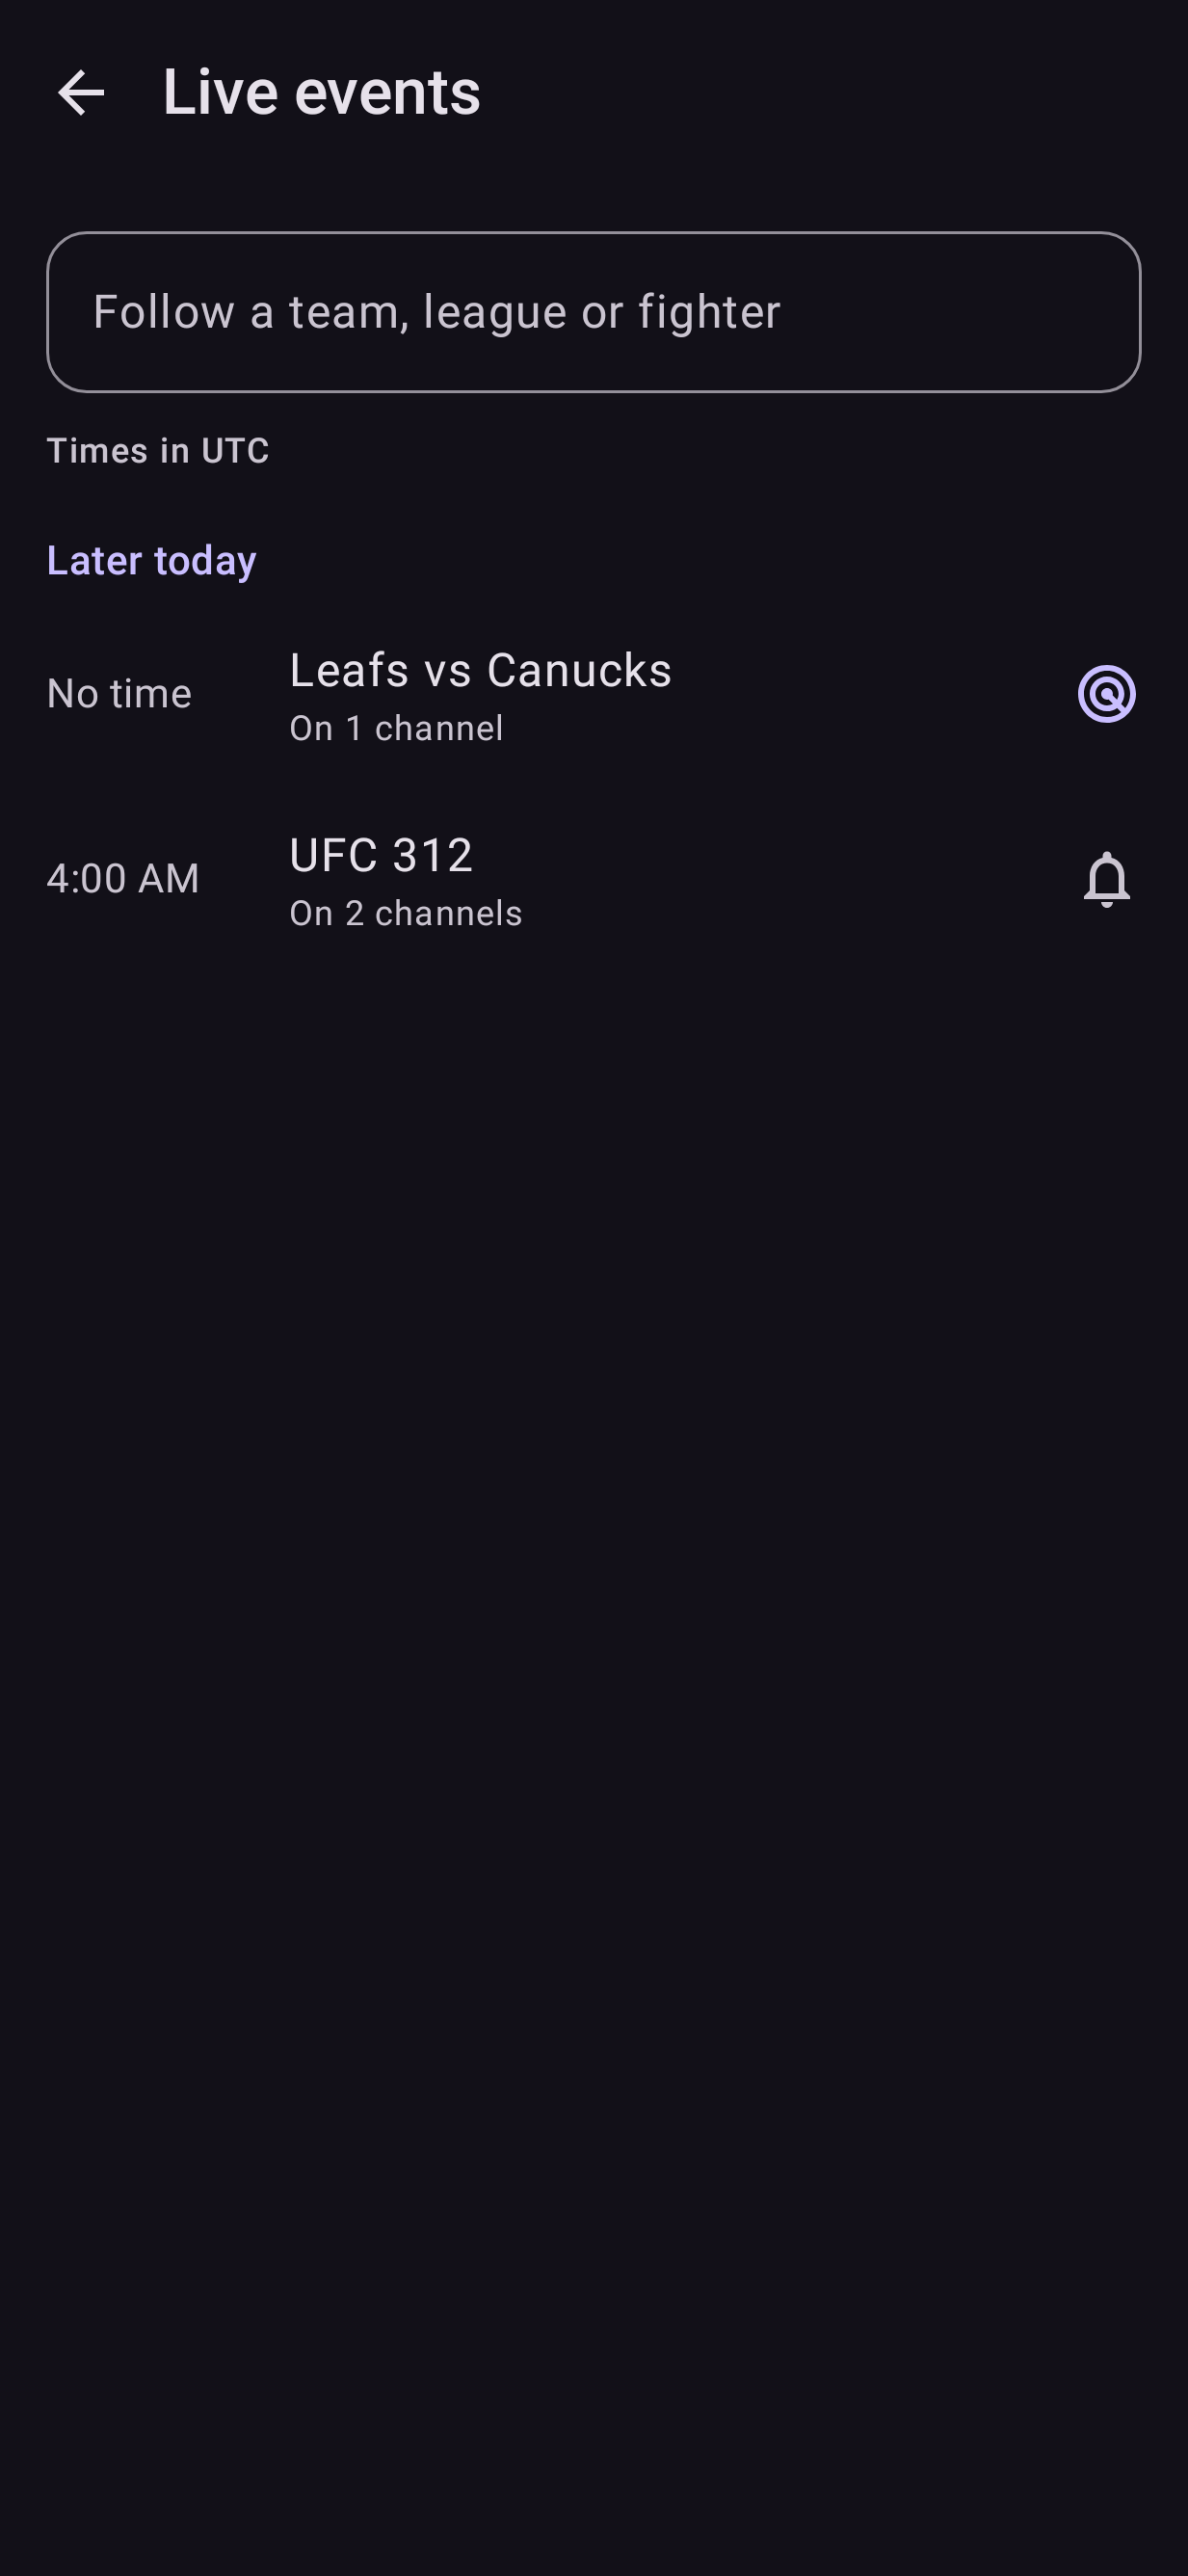 Live events
Follow a team, league or fighter
Times in UTC
Later today
No time
Leafs vs Canucks
On 1 channel
4:00 AM
UFC 312
On 2 channels